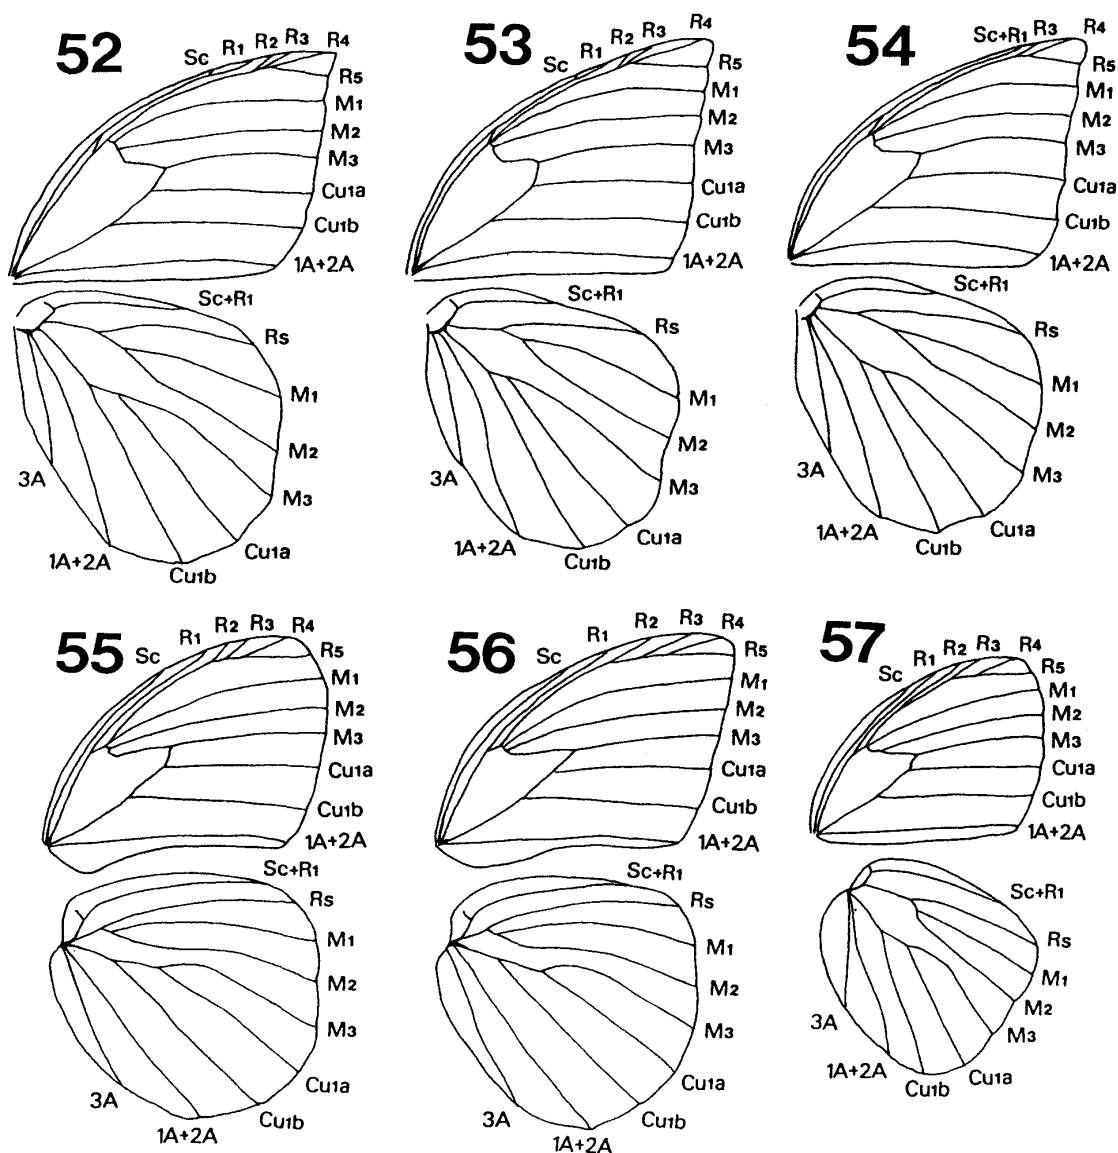 52
Sc R1 R2 R3 R4
R5
M1
M2
M3
Cu1a
Cu1b
1A+2A
Sc+R1
Rs
M1
M2
M3
Cu1a
Cu1b
1A+2A
3A
53
Sc R1 R2 R3 R4
R5
M1
M2
M3
Cu1a
Cu1b
1A+2A
Sc+R1
Rs
M1
M2
M3
Cu1a
Cu1b
1A+2A
54
Sc+R1 R3 R4
R5
M1
M2
M3
Cu1a
Cu1b
1A+2A
Sc+R1
Rs
M1
M2
M3
Cu1a
Cu1b
1A+2A
3A
55
Sc R1 R2 R3 R4
R5
M1
M2
M3
Cu1a
Cu1b
1A+2A
Sc+R1
Rs
M1
M2
M3
Cu1a
Cu1b
1A+2A
3A
56
Sc R1 R2 R3 R4
R5
M1
M2
M3
Cu1a
Cu1b
1A+2A
Sc+R1
Rs
M1
M2
M3
Cu1a
Cu1b
1A+2A
3A
57
Sc R1 R2 R3 R4
R5
M1
M2
M3
Cu1a
Cu1b
1A+2A
Sc+R1
Rs
M1
M2
M3
Cu1a
Cu1b
1A+2A
3A